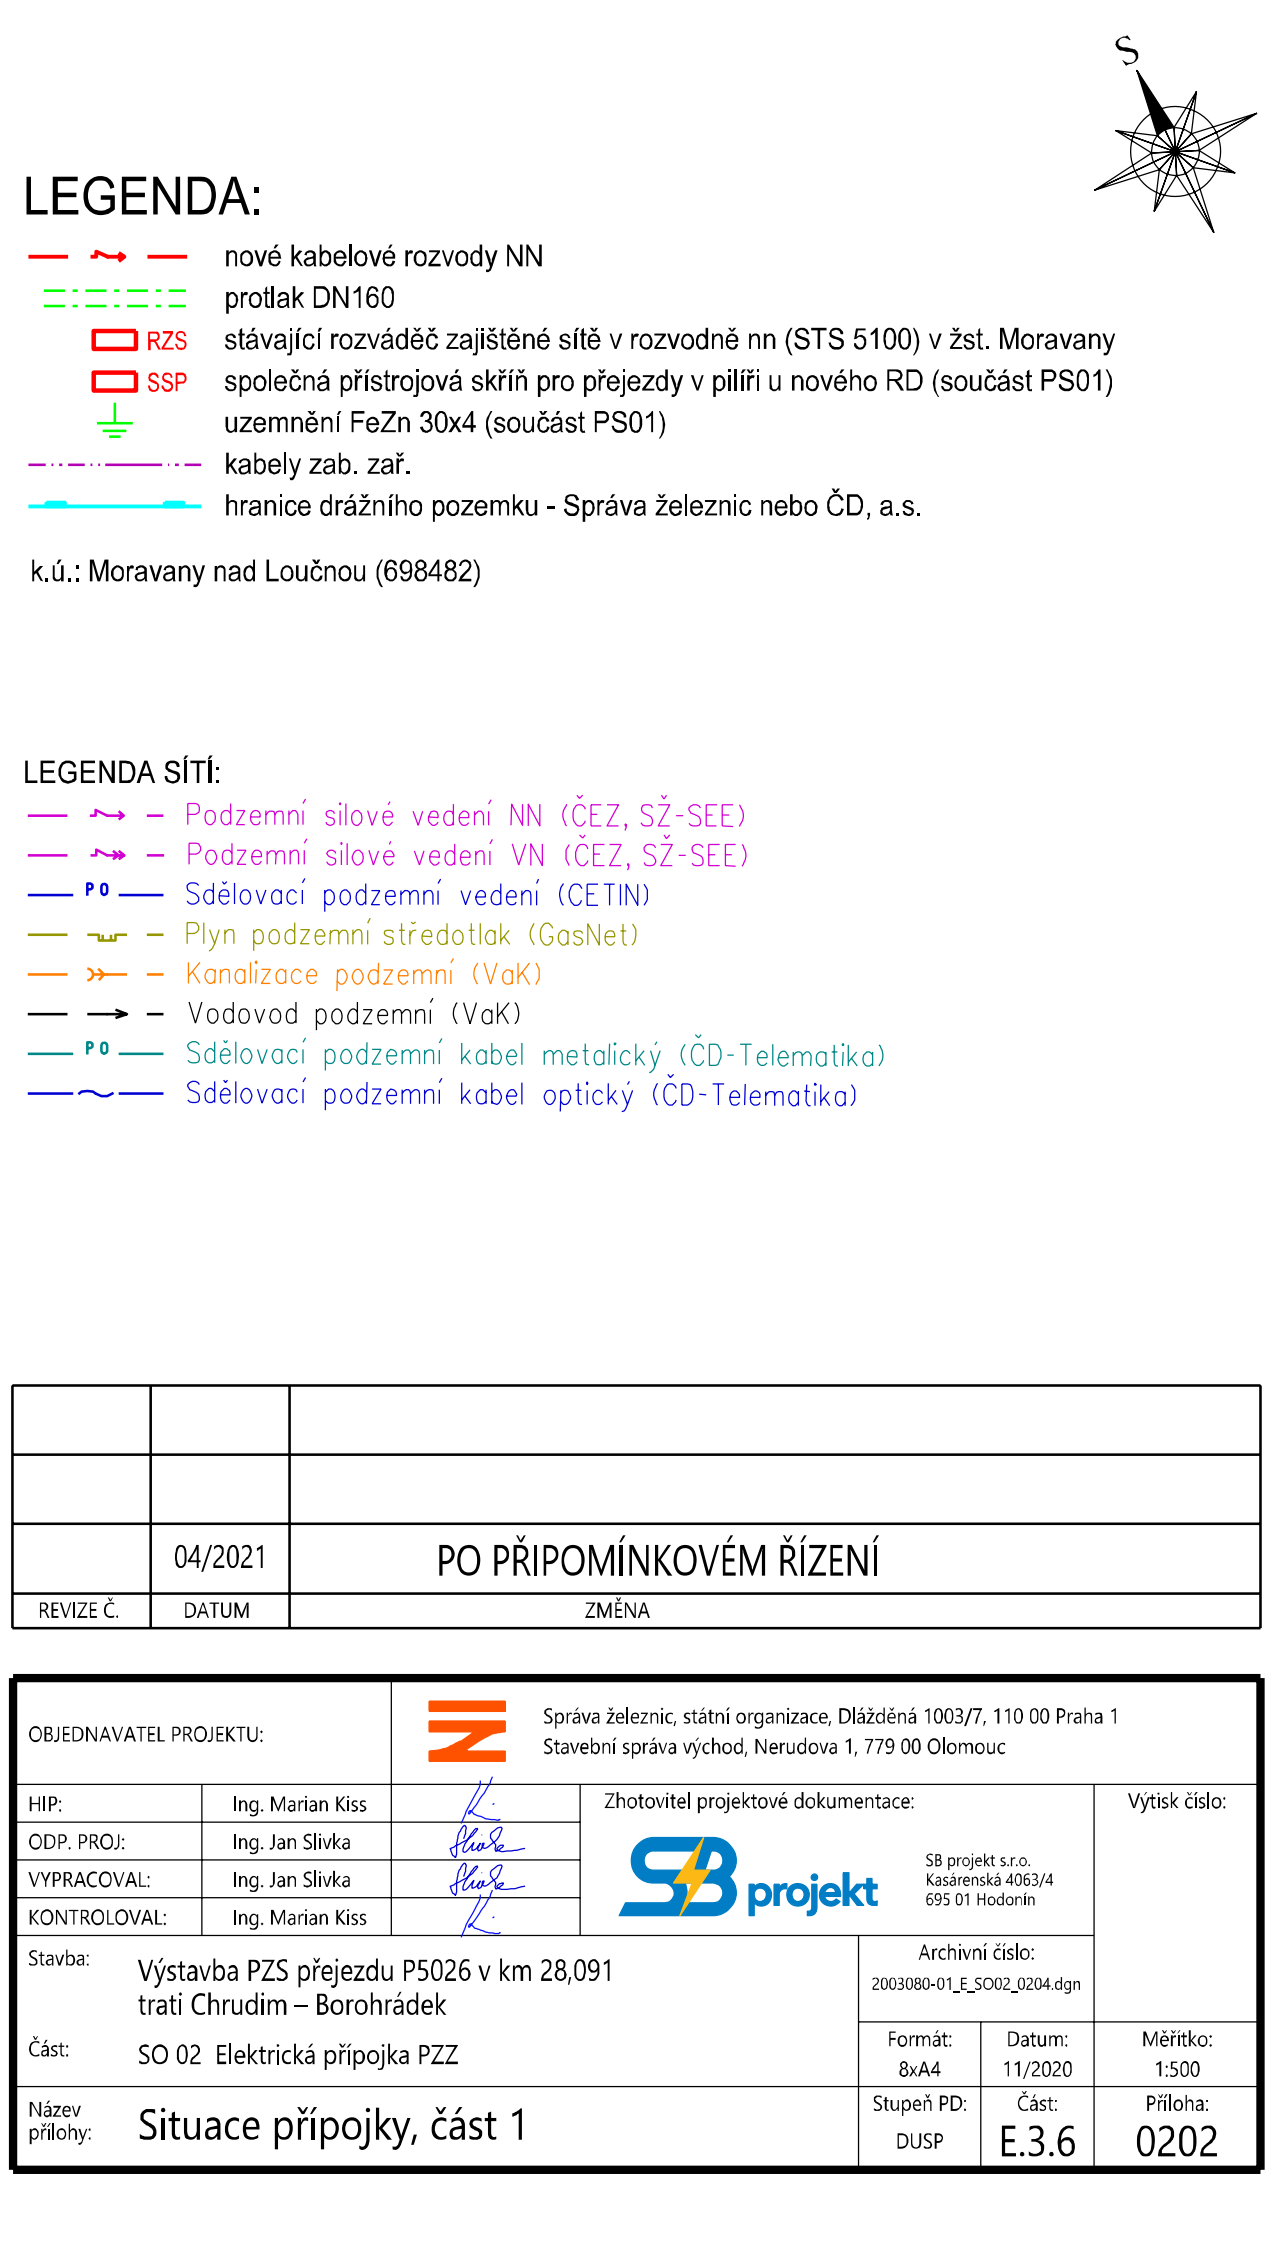 S
LEGENDA:
nové kabelové rozvody NN
protlak DN160
RZS stávající rozváděč zajištěné sítě v rozvodně nn (STS 5100) v žst. Moravany
SSP společná přístrojová skříň pro přejezdy v pilíři u nového RD (součást PS01)
uzemnění FeZn 30x4 (součást PS01)
kabely zab. zař.
hranice drážního pozemku - Správa železnic nebo ČD, a.s.
k.ú.: Moravany nad Loučnou (698482)
LEGENDA SÍTÍ:
Podzemní silové vedení NN (ČEZ, SŽ-SEE)
Podzemní silové vedení VN (ČEZ, SŽ-SEE)
PO Sdělovací podzemní vedení (CETIN)
Plyn podzemní středotlak (GasNet)
Kanalizace podzemní (VaK)
Vodovod podzemní (VaK)
PO Sdělovací podzemní kabel metalický (ČD-Telematika)
Sdělovací podzemní kabel optický (ČD-Telematika)
04/2021 PO PŘIPOMÍNKOVÉM ŘÍZENÍ
REVIZE Č. DATUM ZMĚNA
OBJEDNAVATEL PROJEKTU:
Správa železnic, státní organizace, Dlážděná 1003/7, 110 00 Praha 1
Stavební správa východ, Nerudova 1, 779 00 Olomouc
HIP: Ing. Marian Kiss
ODP. PROJ: Ing. Jan Slivka
VYPRACOVAL: Ing. Jan Slivka
KONTROLOVAL: Ing. Marian Kiss
Zhotovitel projektové dokumentace:
SB projekt
SB projekt s.r.o.
Kasárenská 4063/4
695 01 Hodonín
Výtisk číslo:
Stavba:
Výstavba PZS přejezdu P5026 v km 28,091
trati Chrudim – Borohrádek
Archivní číslo:
2003080-01_E_SO02_0204.dgn
Část:
SO 02 Elektrická přípojka PZZ
Formát: Datum: Měřítko:
8xA4 11/2020 1:500
Název
přílohy:
Situace přípojky, část 1
Stupeň PD: Část: Příloha:
DUSP E.3.6 0202